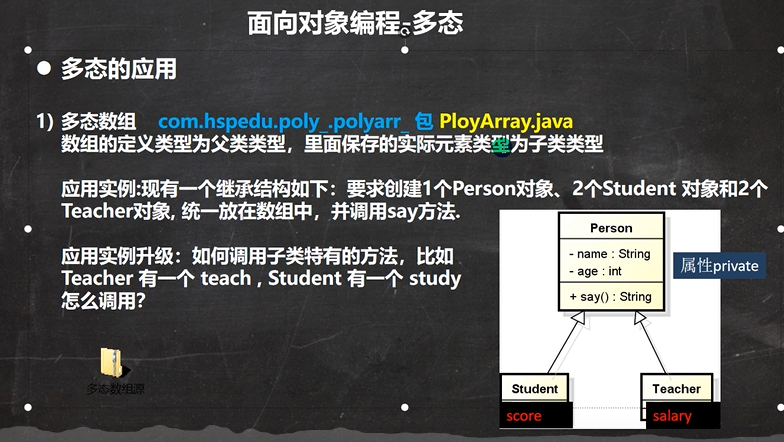 面向对象编程-多态
● 多态的应用
1) 多态数组 com.hspedu.poly_.polyarr_ 包 PloyArray.java
数组的定义类型为父类类型，里面保存的实际元素类型为子类类型
应用实例:现有一个继承结构如下：要求创建1个Person对象、2个Student 对象和2个
Teacher对象, 统一放在数组中，并调用say方法.
应用实例升级：如何调用子类特有的方法，比如
Teacher 有一个 teach , Student 有一个 study
怎么调用？
Person
- name : String
- age : int
+ say() : String
属性private
Student
score
Teacher
salary
多态数组源